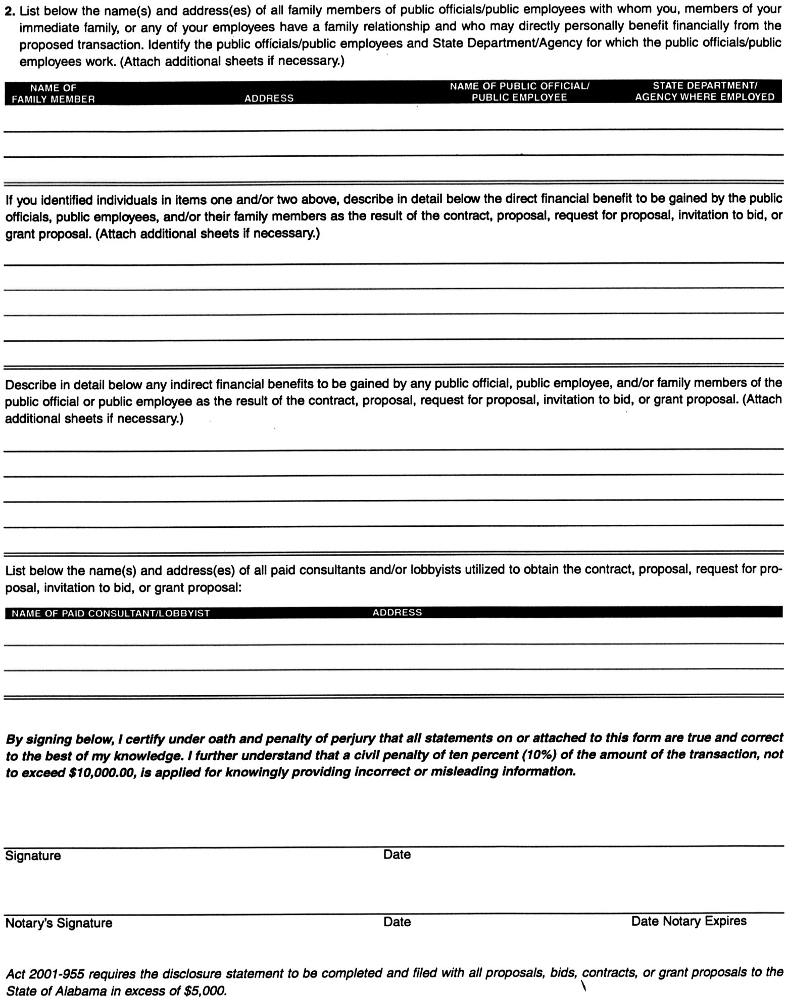 2. List below the name(s) and address(es) of all family members of public officials/public employees with whom you, members of your
immediate family, or any of your employees have a family relationship and who may directly personally benefit financially from the
proposed transaction. Identify the public officials/public employees and State Department/Agency for which the public officials/public
employees work. (Attach additional sheets if necessary.)
NAME OF
FAMILY MEMBER
ADDRESS
NAME OF PUBLIC OFFICIAL/
PUBLIC EMPLOYEE
STATE DEPARTMENT/
AGENCY WHERE EMPLOYED
If you identified individuals in items one and/or two above, describe in detail below the direct financial benefit to be gained by the public
officials, public employees, and/or their family members as the result of the contract, proposal, request for proposal, invitation to bid, or
grant proposal. (Attach additional sheets if necessary.)
Describe in detail below any indirect financial benefits to be gained by any public official, public employee, and/or family members of the
public official or public employee as the result of the contract, proposal, request for proposal, invitation to bid, or grant proposal. (Attach
additional sheets if necessary.)
List below the name(s) and address(es) of all paid consultants and/or lobbyists utilized to obtain the contract, proposal, request for pro-
posal, invitation to bid, or grant proposal:
NAME OF PAID CONSULTANT/LOBBYIST ADDRESS
By signing below, I certify under oath and penalty of perjury that all statements on or attached to this form are true and correct
to the best of my knowledge. I further understand that a civil penalty of ten percent (10%) of the amount of the transaction, not
to exceed $10,000.00, is applied for knowingly providing incorrect or misleading information.
Signature Date
Notary's Signature Date Date Notary Expires
Act 2001-955 requires the disclosure statement to be completed and filed with all proposals, bids, contracts, or grant proposals to the
State of Alabama in excess of $5,000.